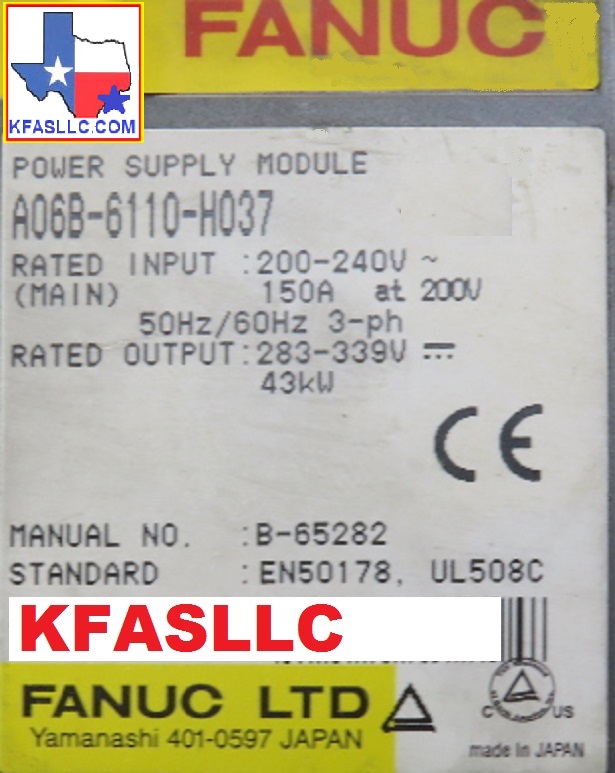 FANUC
KFASLLC.COM
POWER SUPPLY MODULE
A06B-6110-H037
RATED INPUT :200-240V ~
(MAIN) 150A at 200V
50Hz/60Hz 3-ph
RATED OUTPUT:283-339V ⎓
43kW
CE
MANUAL NO. :B-65282
STANDARD :EN50178, UL508C
KFASLLC
FANUC LTD
Yamanashi 401-0597 JAPAN
C US
made in JAPAN